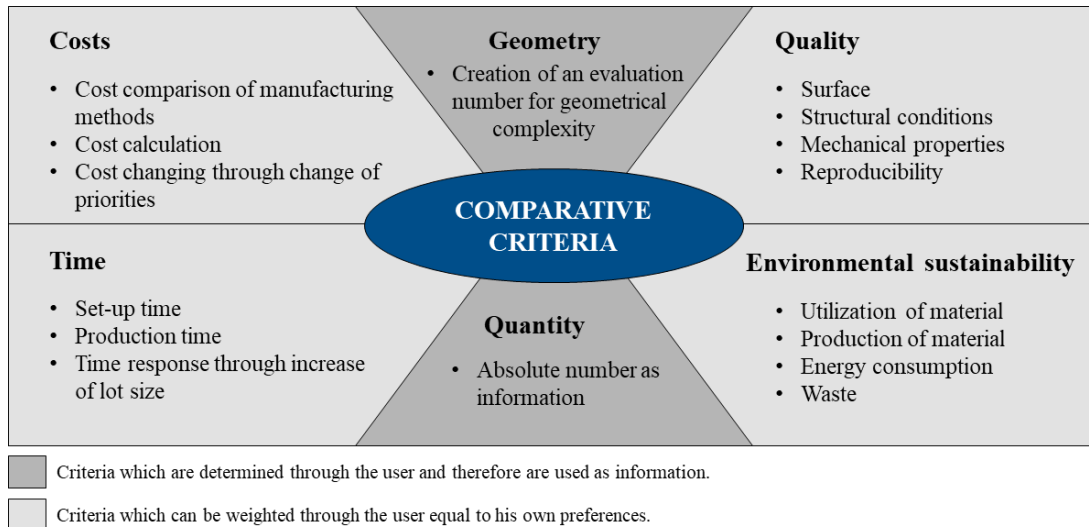 Costs
• Cost comparison of manufacturing
methods
• Cost calculation
• Cost changing through change of
priorities
Geometry
• Creation of an evaluation
number for geometrical
complexity
Quality
• Surface
• Structural conditions
• Mechanical properties
• Reproducibility
COMPARATIVE
CRITERIA
Time
• Set-up time
• Production time
• Time response through increase
of lot size
Quantity
• Absolute number as
information
Environmental sustainability
• Utilization of material
• Production of material
• Energy consumption
• Waste
Criteria which are determined through the user and therefore are used as information.
Criteria which can be weighted through the user equal to his own preferences.